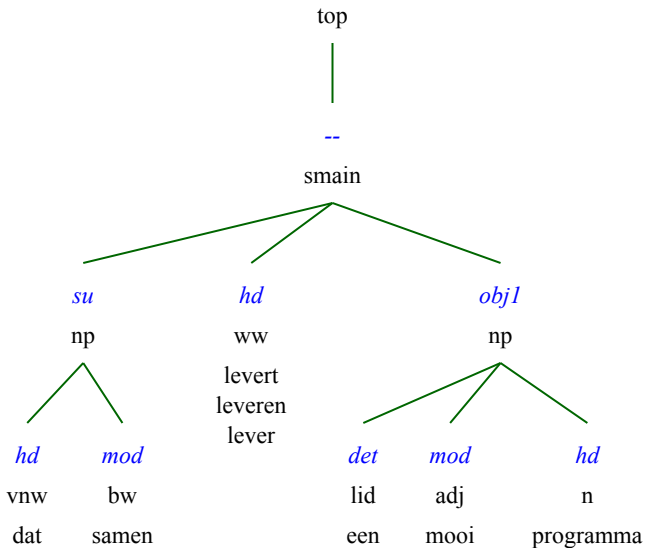 top
--
smain
su hd obj1
np ww np
levert
leveren
lever
hd mod det mod hd
vnw bw lid adj n
dat samen een mooi programma